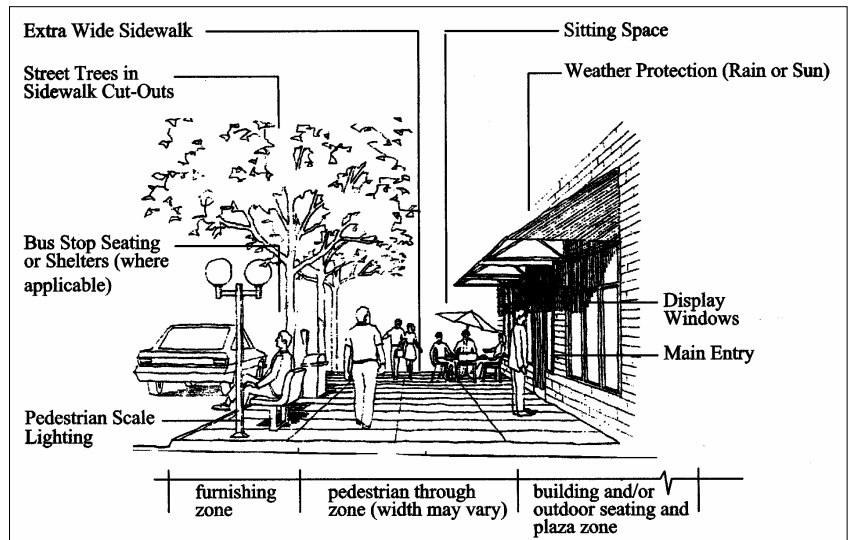 Extra Wide Sidewalk
Sitting Space
Street Trees in
Sidewalk Cut-Outs
Weather Protection (Rain or Sun)
Bus Stop Seating
or Shelters (where
applicable)
Display
Windows
Main Entry
Pedestrian Scale
Lighting
furnishing
zone
pedestrian through
zone (width may vary)
building and/or
outdoor seating and
plaza zone